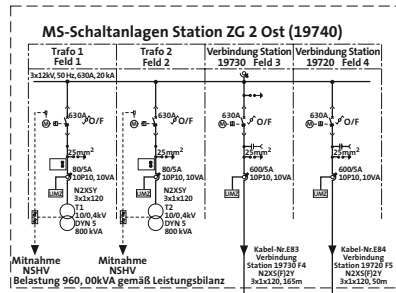 MS-Schaltanlagen Station ZG 2 Ost (19740)
Trafo 1
Feld 1
Trafo 2
Feld 2
Verbindung Station
19730 Feld 3
Verbindung Station
19720 Feld 4
3x12kV, 50 Hz, 630A, 20 kA
630A
O/F
M
630A
O/F
M
630A
O/F
M
630A
O/F
M
25mm²
25mm²
25mm²
25mm²
80/5A
10P10, 10VA
80/5A
10P10, 10VA
600/5A
10P10, 10VA
600/5A
10P10, 10VA
UMZ
UMZ
UMZ
UMZ
N2XSY
3x1x120
T1
10/0,4kV
DYN 5
800 kVA
N2XSY
3x1x120
T2
10/0,4kV
DYN 5
800 kVA
Mitnahme
NSHV
Mitnahme
NSHV
Belastung 960, 00kVA gemäß Leistungsbilanz
Kabel-Nr.E83
Verbindung
Station 19730 F4
N2XS(F)2Y
3x1x120, 165m
Kabel-Nr.E84
Verbindung
Station 19720 F5
N2XS(F)2Y
3x1x120, 50m